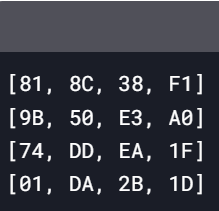 [81, 8C, 38, F1]
[9B, 50, E3, A0]
[74, DD, EA, 1F]
[01, DA, 2B, 1D]